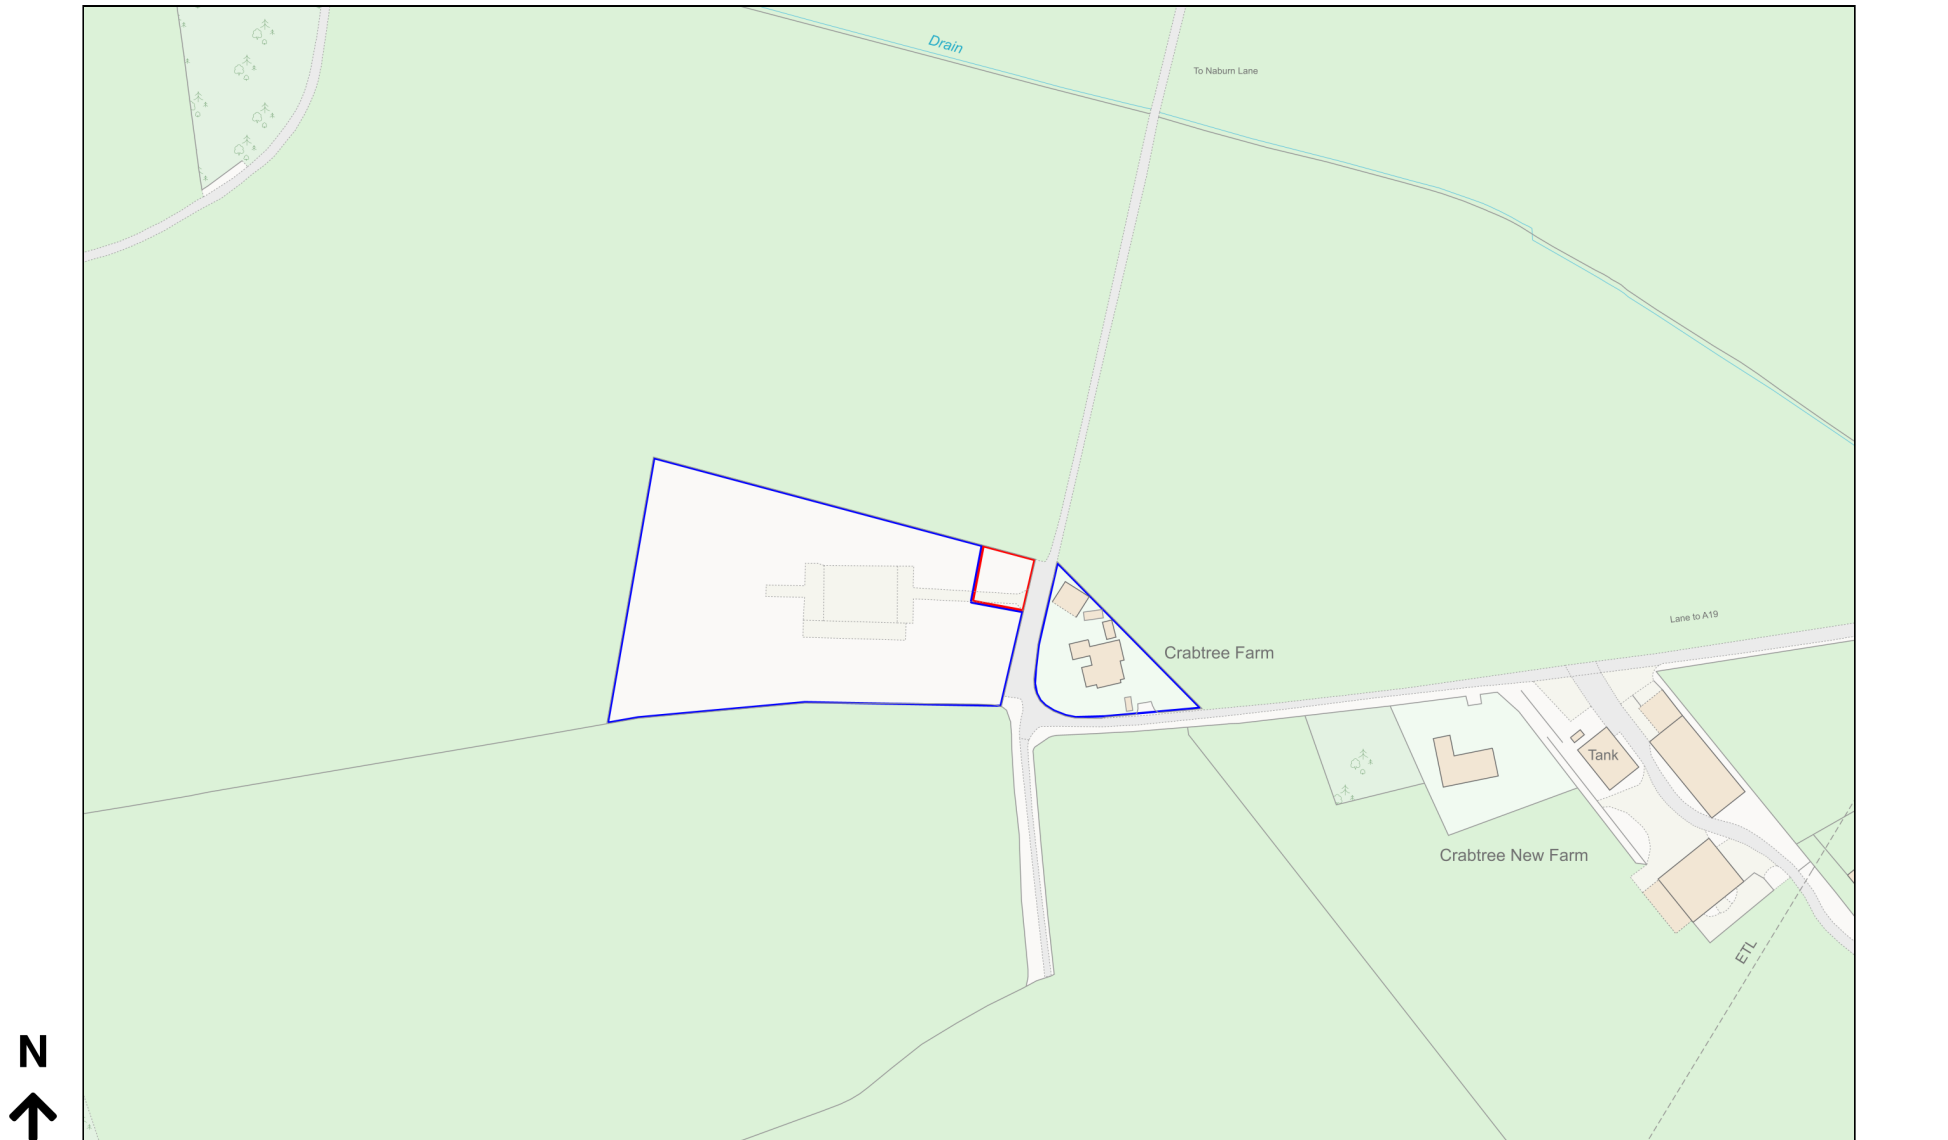 Drain
To Naburn Lane
Lane to A19
Crabtree Farm
Tank
Crabtree New Farm
ETL
N